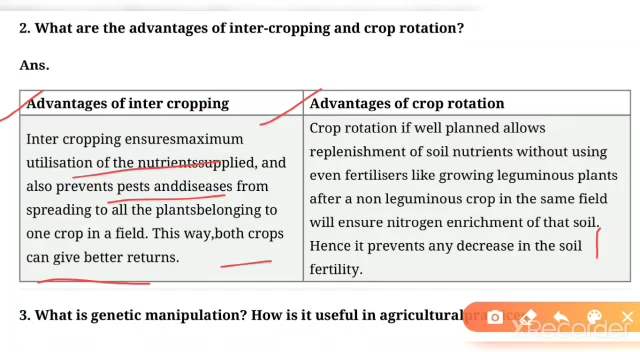 2. What are the advantages of inter-cropping and crop rotation?
Ans.
Advantages of inter cropping
Inter cropping ensuresmaximum
utilisation of the nutrientssupplied, and
also prevents pests anddiseases from
spreading to all the plantsbelonging to
one crop in a field. This way,both crops
can give better returns.
Advantages of crop rotation
Crop rotation if well planned allows
replenishment of soil nutrients without using
even fertilisers like growing leguminous plants
after a non leguminous crop in the same field
will ensure nitrogen enrichment of that soil.
Hence it prevents any decrease in the soil
fertility.
3. What is genetic manipulation? How is it useful in agricultural
XRecorder